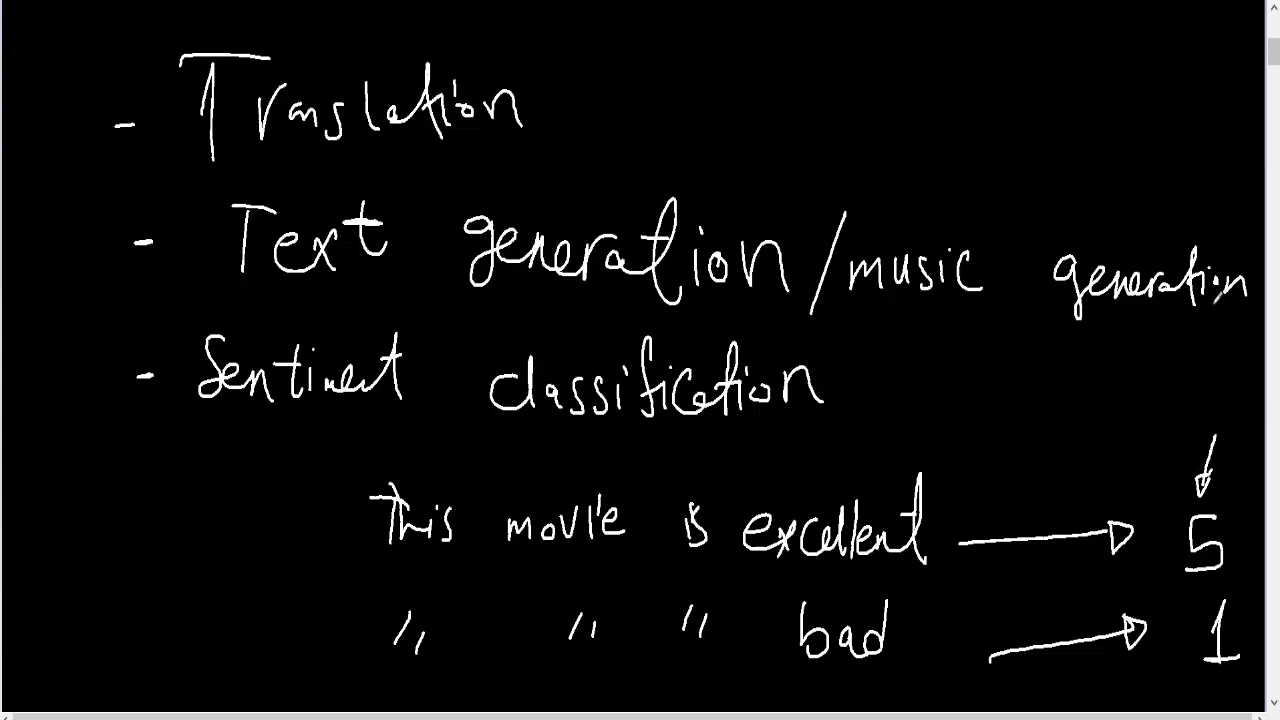 - Translation
- Text generation/music generation
- Sentiment classification
This movie is excellent → 5
" " " bad → 1